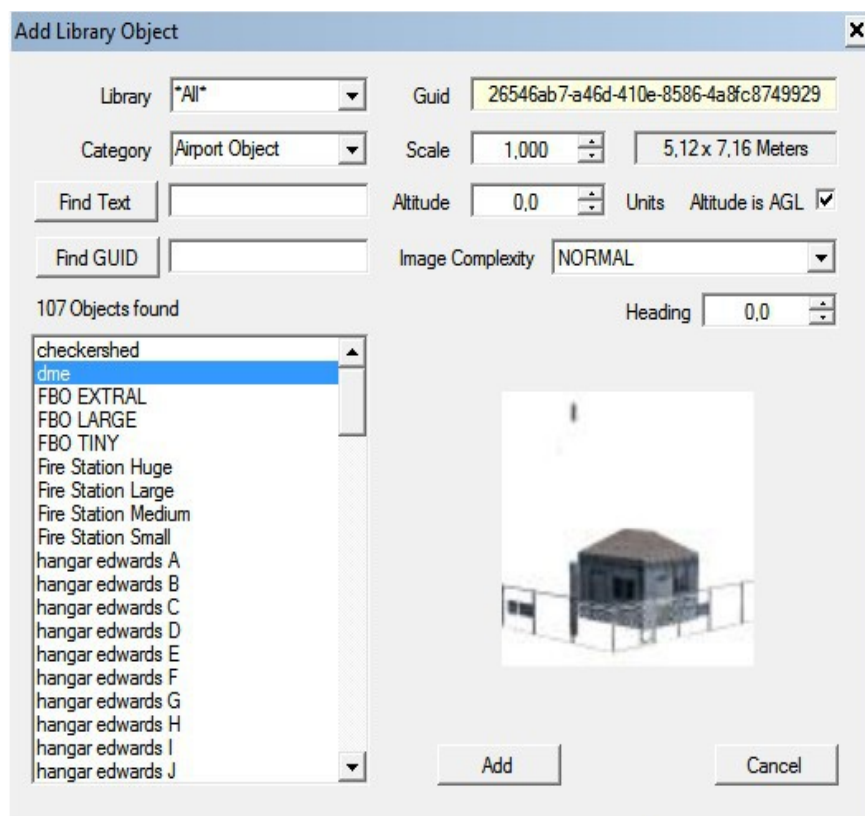 Add Library Object
Library *All* Guid 26546ab7-a46d-410e-8586-4a8fc8749929
Category Airport Object Scale 1,000 5,12 x 7,16 Meters
Find Text Altitude 0,0 Units Altitude is AGL
Find GUID Image Complexity NORMAL
107 Objects found Heading 0,0
checkershed
dme
FBO EXTRAL
FBO LARGE
FBO TINY
Fire Station Huge
Fire Station Large
Fire Station Medium
Fire Station Small
hangar edwards A
hangar edwards B
hangar edwards C
hangar edwards D
hangar edwards E
hangar edwards F
hangar edwards G
hangar edwards H
hangar edwards I
hangar edwards J
Add Cancel